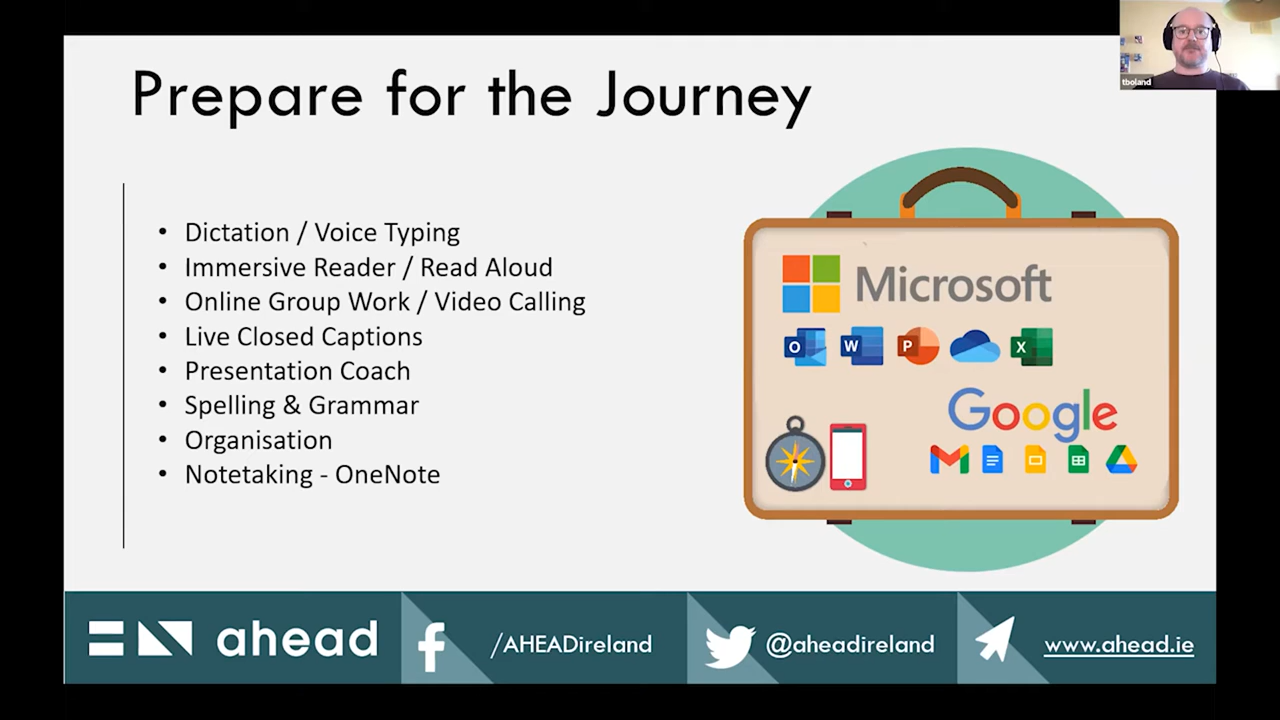 Prepare for the Journey
tboland
• Dictation / Voice Typing
• Immersive Reader / Read Aloud
• Online Group Work / Video Calling
• Live Closed Captions
• Presentation Coach
• Spelling & Grammar
• Organisation
• Notetaking - OneNote
Microsoft
O W P X
Google
ahead
/AHEADireland
@aheadireland
www.ahead.ie